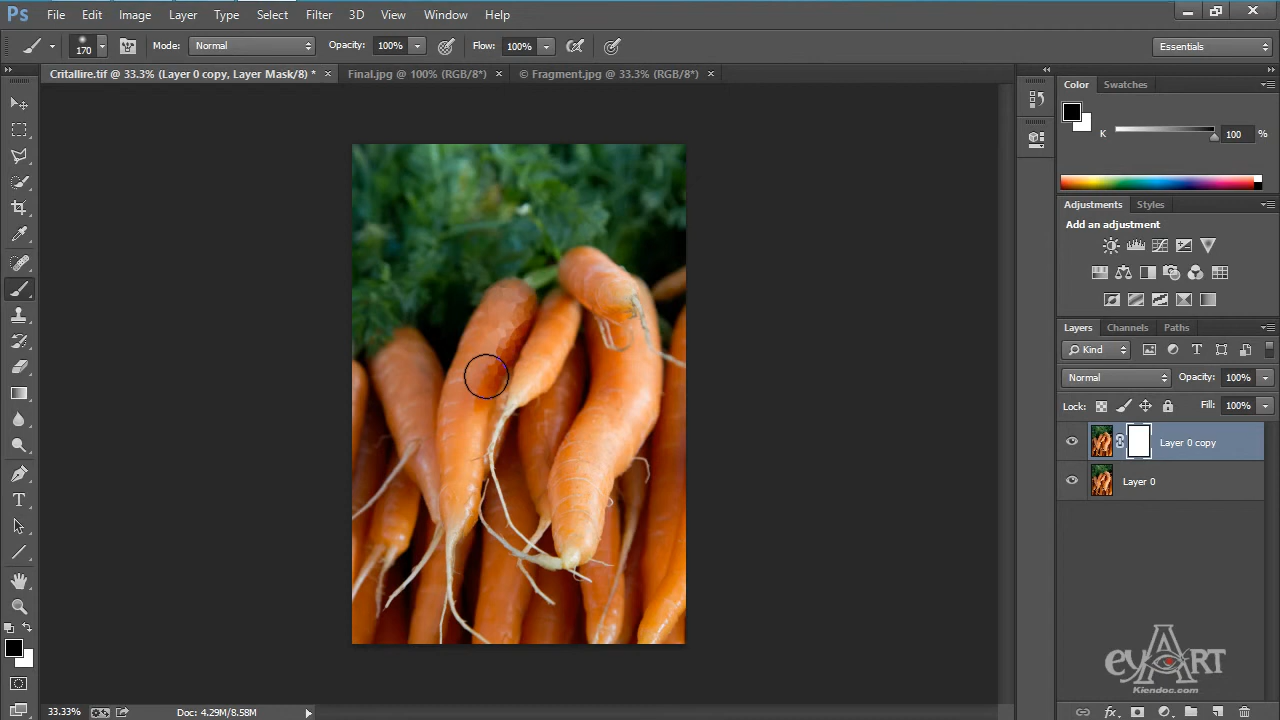 Ps File Edit Image Layer Type Select Filter 3D View Window Help
170 Mode: Normal Opacity: 100% Flow: 100% Essentials
Critallire.tif @ 33.3% (Layer 0 copy, Layer Mask/8) * × Final.jpg @ 100% (RGB/8*) × © Fragment.jpg @ 33.3% (RGB/8*) ×
Color Swatches
K 100 %
Adjustments Styles
Add an adjustment
Layers Channels Paths
Kind
Normal Opacity: 100%
Lock: Fill: 100%
Layer 0 copy
Layer 0
eyART
Kiendoc.com
33.33% Doc: 4.29M/8.58M